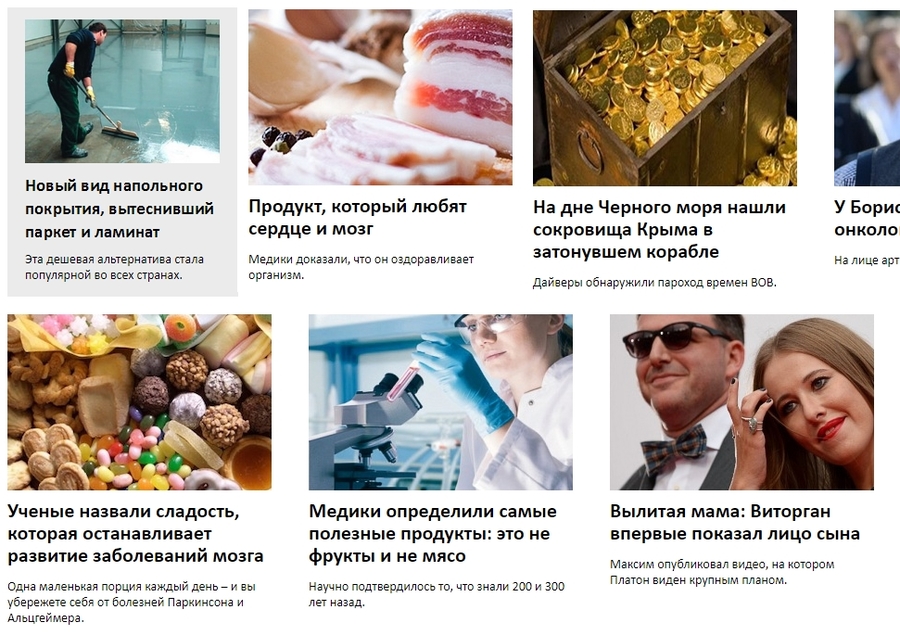 Новый вид напольного
покрытия, вытеснивший
паркет и ламинат
Эта дешевая альтернатива стала
популярной во всех странах.
Продукт, который любят
сердце и мозг
Медики доказали, что он оздоравливает
организм.
На дне Черного моря нашли
сокровища Крыма в
затонувшем корабле
Дайверы обнаружили пароход времен ВОВ.
У Борис
онколо
На лице арт
Ученые назвали сладость,
которая останавливает
развитие заболеваний мозга
Одна маленькая порция каждый день – и вы
убережете себя от болезней Паркинсона и
Альцгеймера.
Медики определили самые
полезные продукты: это не
фрукты и не мясо
Научно подтвердилось то, что знали 200 и 300
лет назад.
Вылитая мама: Виторган
впервые показал лицо сына
Максим опубликовал видео, на котором
Платон виден крупным планом.